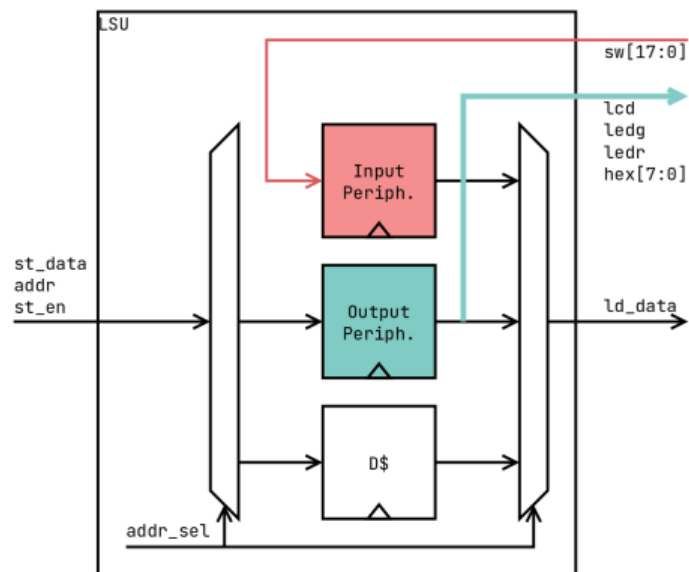 LSU
sw[17:0]
lcd
ledg
ledr
hex[7:0]
Input
Periph.
st_data
addr
st_en
Output
Periph.
ld_data
D$
addr_sel